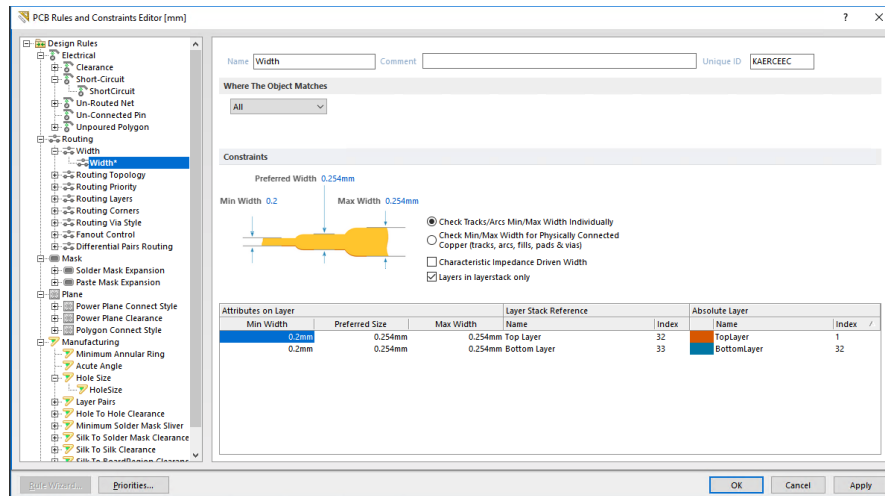 PCB Rules and Constraints Editor [mm]
? ×
Design Rules
Electrical
Clearance
Short-Circuit
ShortCircuit
Un-Routed Net
Un-Connected Pin
Unpoured Polygon
Routing
Width
Width*
Routing Topology
Routing Priority
Routing Layers
Routing Corners
Routing Via Style
Fanout Control
Differential Pairs Routing
Mask
Solder Mask Expansion
Paste Mask Expansion
Plane
Power Plane Connect Style
Power Plane Clearance
Polygon Connect Style
Manufacturing
Minimum Annular Ring
Acute Angle
Hole Size
HoleSize
Layer Pairs
Hole To Hole Clearance
Minimum Solder Mask Sliver
Silk To Solder Mask Clearance
Silk To Silk Clearance
Silk To BoardRegion Clearanc
Name Width Comment Unique ID KAERCEEC
Where The Object Matches
All
Constraints
Preferred Width 0.254mm
Min Width 0.2 Max Width 0.254mm
Check Tracks/Arcs Min/Max Width Individually
Check Min/Max Width for Physically Connected
Copper (tracks, arcs, fills, pads & vias)
Characteristic Impedance Driven Width
Layers in layerstack only
Attributes on Layer Layer Stack Reference Absolute Layer
Min Width Preferred Size Max Width Name Index Name Index
0.2mm 0.254mm 0.254mm Top Layer 32 TopLayer 1
0.2mm 0.254mm 0.254mm Bottom Layer 33 BottomLayer 32
Rule Wizard... Priorities... OK Cancel Apply